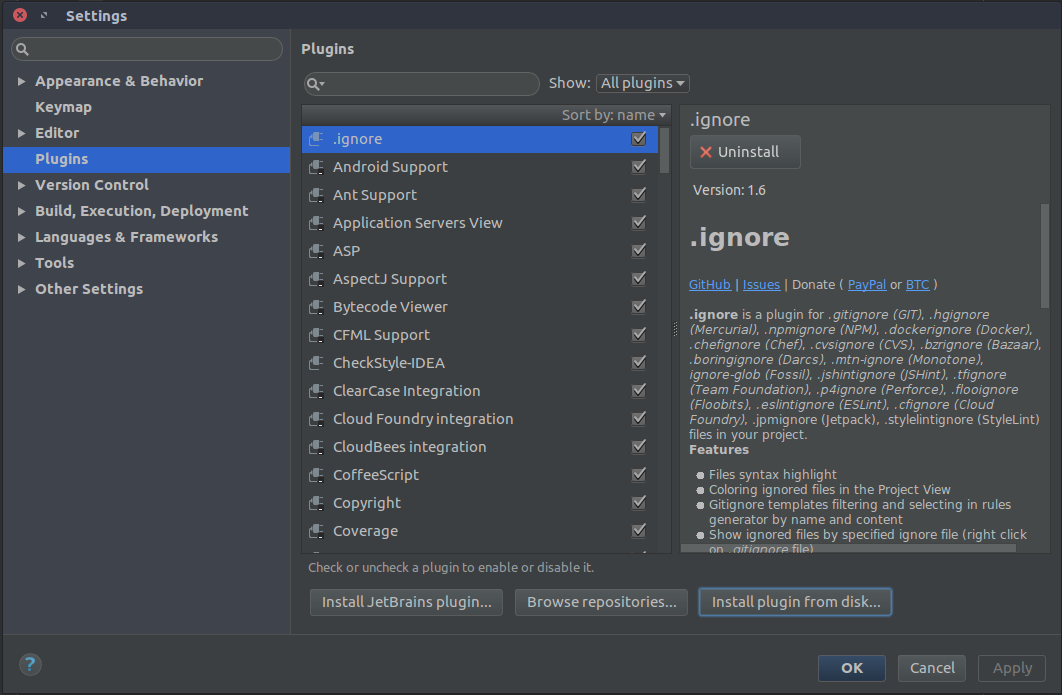 Settings
Appearance & Behavior
Keymap
Editor
Plugins
Version Control
Build, Execution, Deployment
Languages & Frameworks
Tools
Other Settings
Plugins
Show: All plugins
Sort by: name
.ignore
Android Support
Ant Support
Application Servers View
ASP
AspectJ Support
Bytecode Viewer
CFML Support
CheckStyle-IDEA
ClearCase Integration
Cloud Foundry integration
CloudBees integration
CoffeeScript
Copyright
Coverage
.ignore
Uninstall
Version: 1.6
.ignore
GitHub | Issues | Donate ( PayPal or BTC )
.ignore is a plugin for .gitignore (GIT), .hgignore
(Mercurial), .npmignore (NPM), .dockerignore (Docker),
.chefignore (Chef), .cvsignore (CVS), .bzrignore (Bazaar),
.boringignore (Darcs), .mtn-ignore (Monotone),
ignore-glob (Fossil), .jshintignore (JSHint), .tfignore
(Team Foundation), .p4ignore (Perforce), .flooignore
(Floobits), .eslintignore (ESLint), .cfignore (Cloud
Foundry), .jpmignore (Jetpack), .stylelintignore (StyleLint)
files in your project.
Features
Files syntax highlight
Coloring ignored files in the Project View
Gitignore templates filtering and selecting in rules
generator by name and content
Show ignored files by specified ignore file (right click
on .gitignore file)
Check or uncheck a plugin to enable or disable it.
Install JetBrains plugin...
Browse repositories...
Install plugin from disk...
?
OK
Cancel
Apply